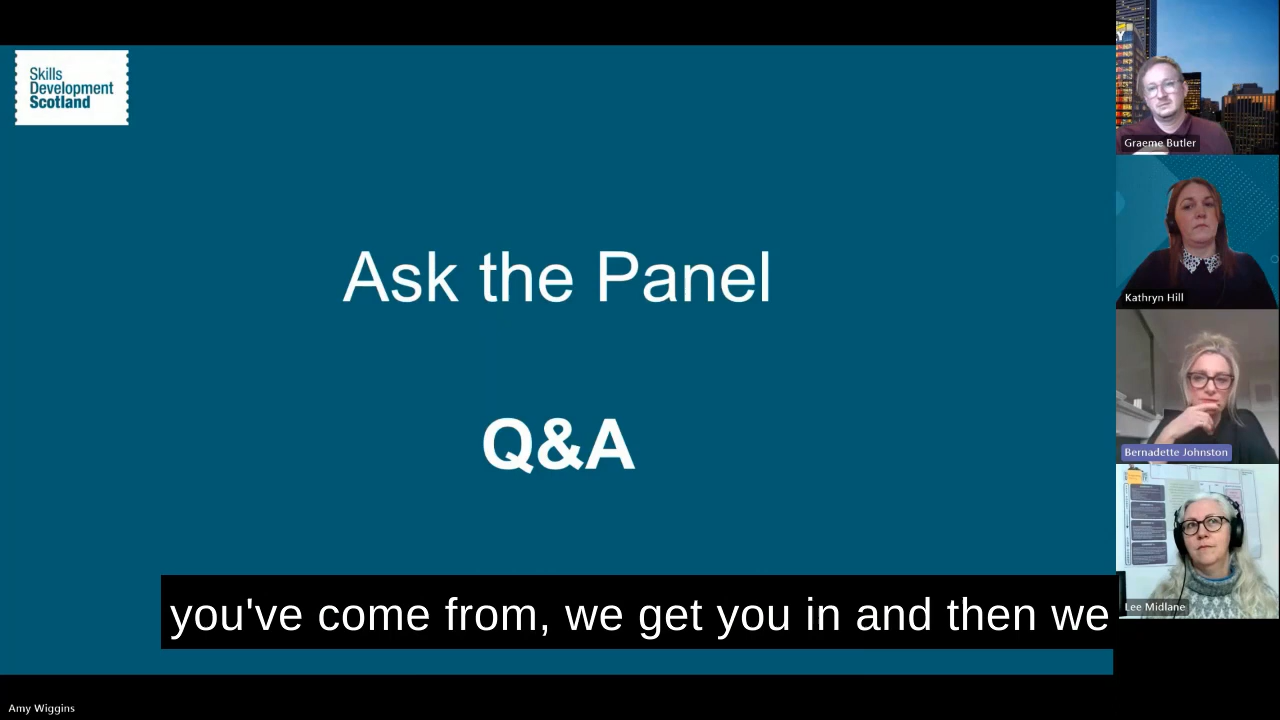 Skills
Development
Scotland
Ask the Panel
Q&A
you've come from, we get you in and then we
Graeme Butler
Kathryn Hill
Bernadette Johnston
Lee Midlane
Amy Wiggins